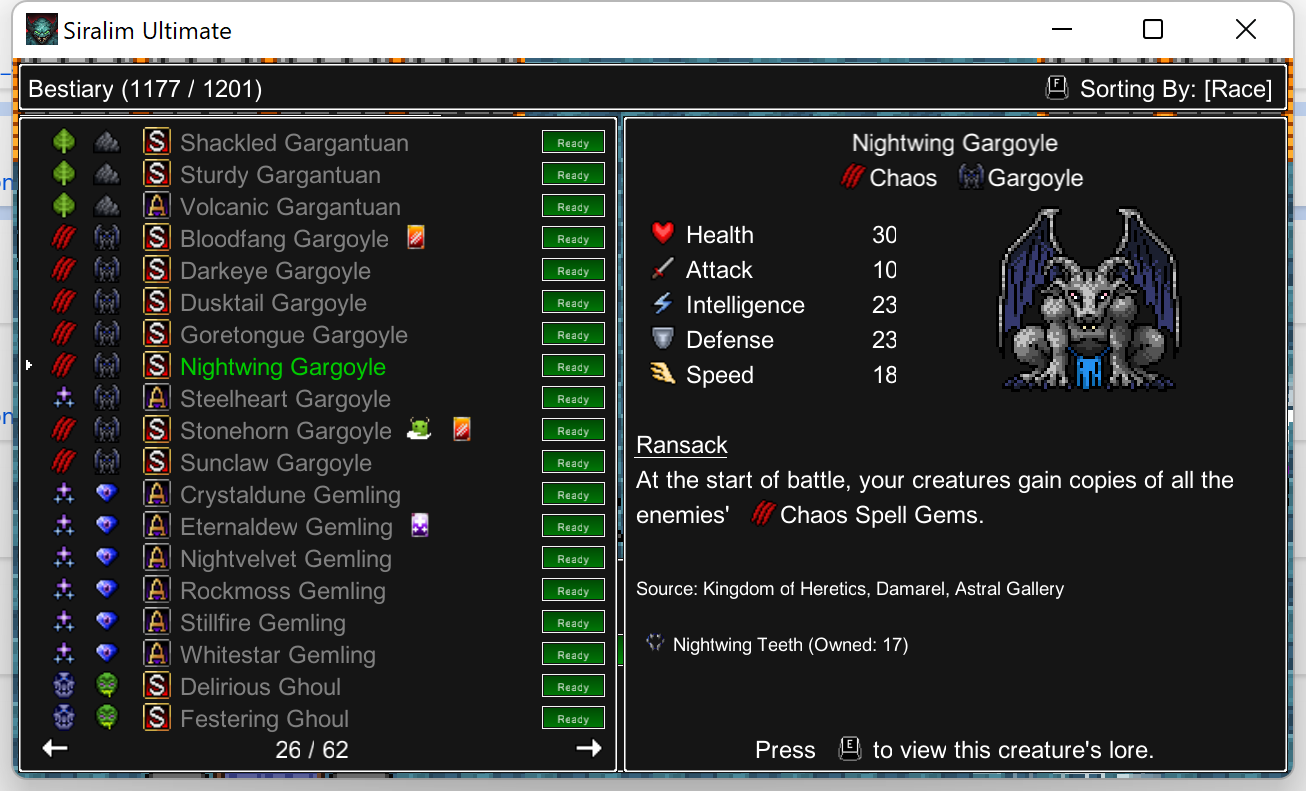 Siralim Ultimate
Bestiary (1177 / 1201)
F Sorting By: [Race]
S Shackled Gargantuan Ready
S Sturdy Gargantuan Ready
A Volcanic Gargantuan Ready
S Bloodfang Gargoyle Ready
S Darkeye Gargoyle Ready
S Dusktail Gargoyle Ready
S Goretongue Gargoyle Ready
S Nightwing Gargoyle Ready
A Steelheart Gargoyle Ready
S Stonehorn Gargoyle Ready
S Sunclaw Gargoyle Ready
A Crystaldune Gemling Ready
A Eternaldew Gemling Ready
A Nightvelvet Gemling Ready
A Rockmoss Gemling Ready
A Stillfire Gemling Ready
A Whitestar Gemling Ready
S Delirious Ghoul Ready
S Festering Ghoul Ready
26 / 62
Nightwing Gargoyle
Chaos Gargoyle
Health 30
Attack 10
Intelligence 23
Defense 23
Speed 18
Ransack
At the start of battle, your creatures gain copies of all the
enemies' Chaos Spell Gems.
Source: Kingdom of Heretics, Damarel, Astral Gallery
Nightwing Teeth (Owned: 17)
Press E to view this creature's lore.